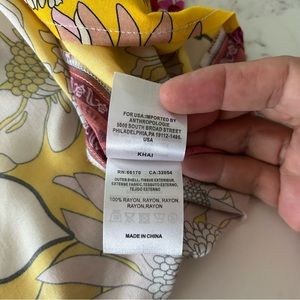 FOR USA:IMPORTED BY
ANTHROPOLOGIE
5000 SOUTH BROAD STREET
PHILADELPHIA, PA 19112-1495,
USA
KHAI
RN:66170 CA:32054
OUTER SHELL,TISSUE EXTERIEUR,
EXTERNE FABRIC, TESSUTO ESTERNO,
TEJIDO EXTERNO
100% RAYON, RAYON, RAYON,
RAYON,RAYON
MADE IN CHINA